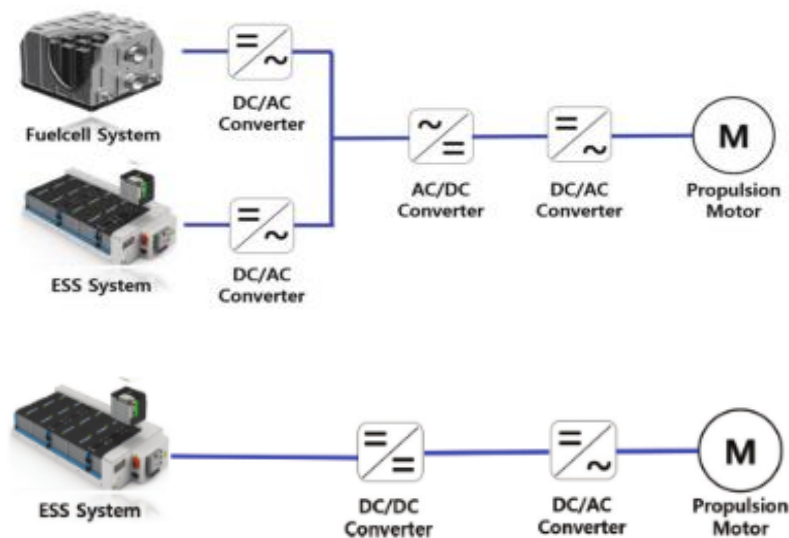 DC/AC
Converter
Fuelcell System
M
AC/DC
Converter
DC/AC
Converter
Propulsion
Motor
DC/AC
Converter
ESS System
M
ESS System
DC/DC
Converter
DC/AC
Converter
Propulsion
Motor